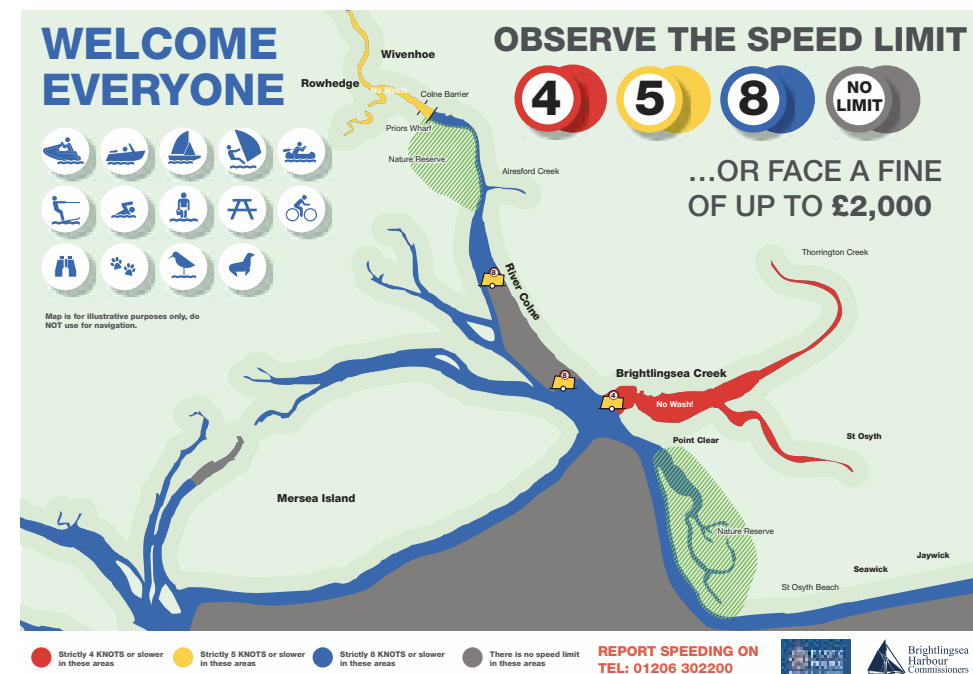 WELCOME
EVERYONE
OBSERVE THE SPEED LIMIT
4
5
8
NO
LIMIT
...OR FACE A FINE
OF UP TO £2,000
Map is for illustrative purposes only, do
NOT use for navigation.
Wivenhoe
Rowhedge
No Wash!
Colne Barrier
Priors Wharf
Nature Reserve
Alresford Creek
Thorrington Creek
8
River Colne
8
Brightlingsea Creek
4
No Wash!
Point Clear
St Osyth
Mersea Island
Nature Reserve
Jaywick
Seawick
St Osyth Beach
Strictly 4 KNOTS or slower
in these areas
Strictly 5 KNOTS or slower
in these areas
Strictly 8 KNOTS or slower
in these areas
There is no speed limit
in these areas
REPORT SPEEDING ON
TEL: 01206 302200
Brightlingsea
Harbour
Commissioners